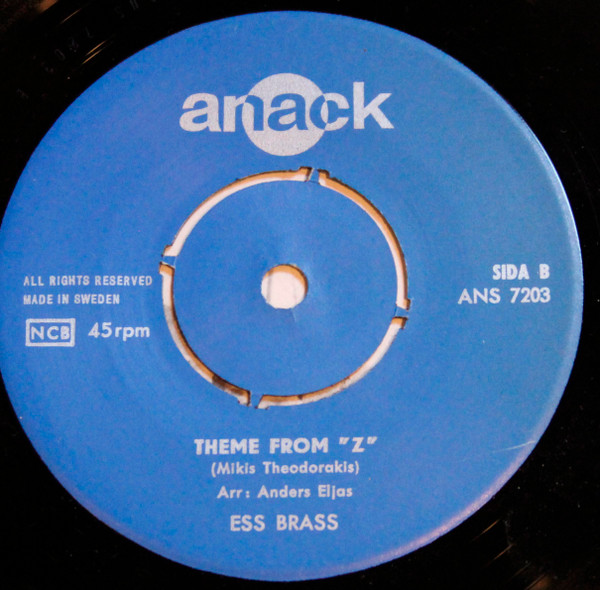 anack
ALL RIGHTS RESERVED
MADE IN SWEDEN
NCB 45rpm
SIDA B
ANS 7203
THEME FROM "Z"
(Mikis Theodorakis)
Arr: Anders Eljas
ESS BRASS